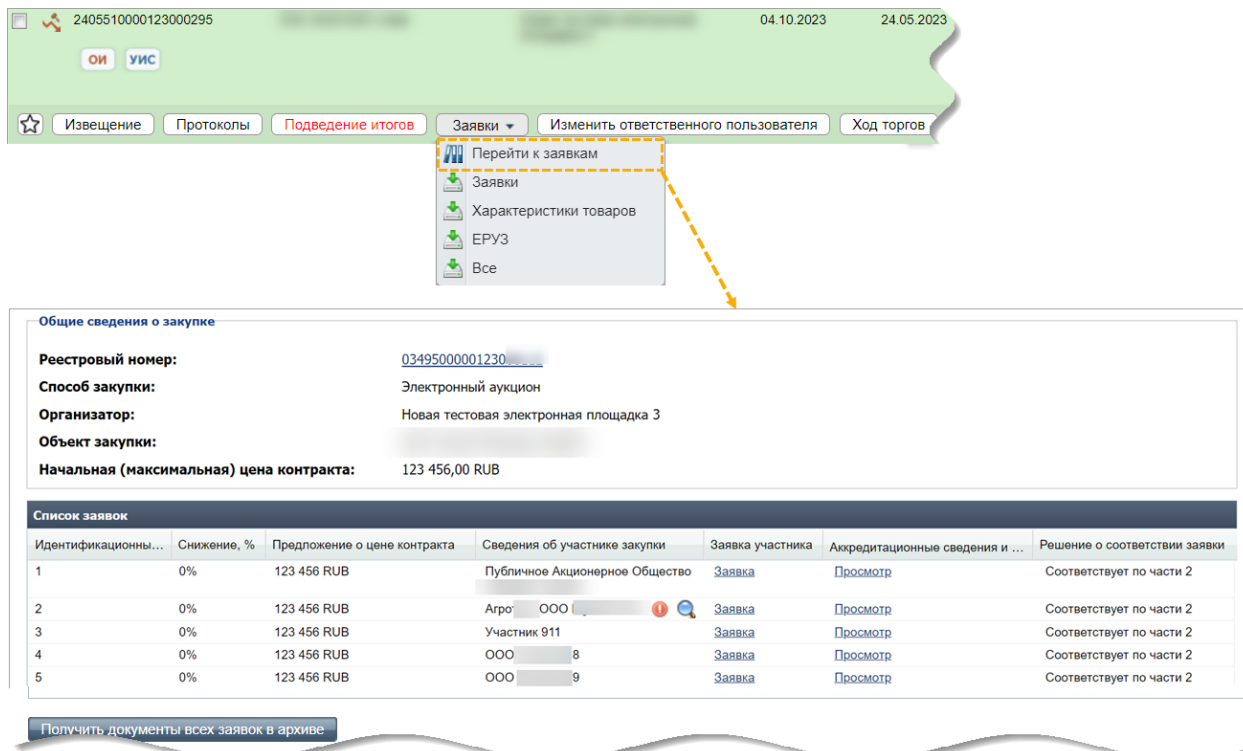 2405510000123000295 04.10.2023 24.05.2023
ОИ УИС
Извещение Протоколы Подведение итогов Заявки Изменить ответственного пользователя Ход торгов
Перейти к заявкам
Заявки
Характеристики товаров
ЕРУЗ
Все
Общие сведения о закупке
Реестровый номер: 03495000001230
Способ закупки: Электронный аукцион
Организатор: Новая тестовая электронная площадка 3
Объект закупки:
Начальная (максимальная) цена контракта: 123 456,00 RUB
Список заявок
Идентификационны... Снижение, % Предложение о цене контракта Сведения об участнике закупки Заявка участника Аккредитационные сведения и ... Решение о соответствии заявки
1 0% 123 456 RUB Публичное Акционерное Общество Заявка Просмотр Соответствует по части 2
2 0% 123 456 RUB ООО Заявка Просмотр Соответствует по части 2
3 0% 123 456 RUB Участник 911 Заявка Просмотр Соответствует по части 2
4 0% 123 456 RUB ООО 8 Заявка Просмотр Соответствует по части 2
5 0% 123 456 RUB ООО 9 Заявка Просмотр Соответствует по части 2
Получить документы всех заявок в архиве